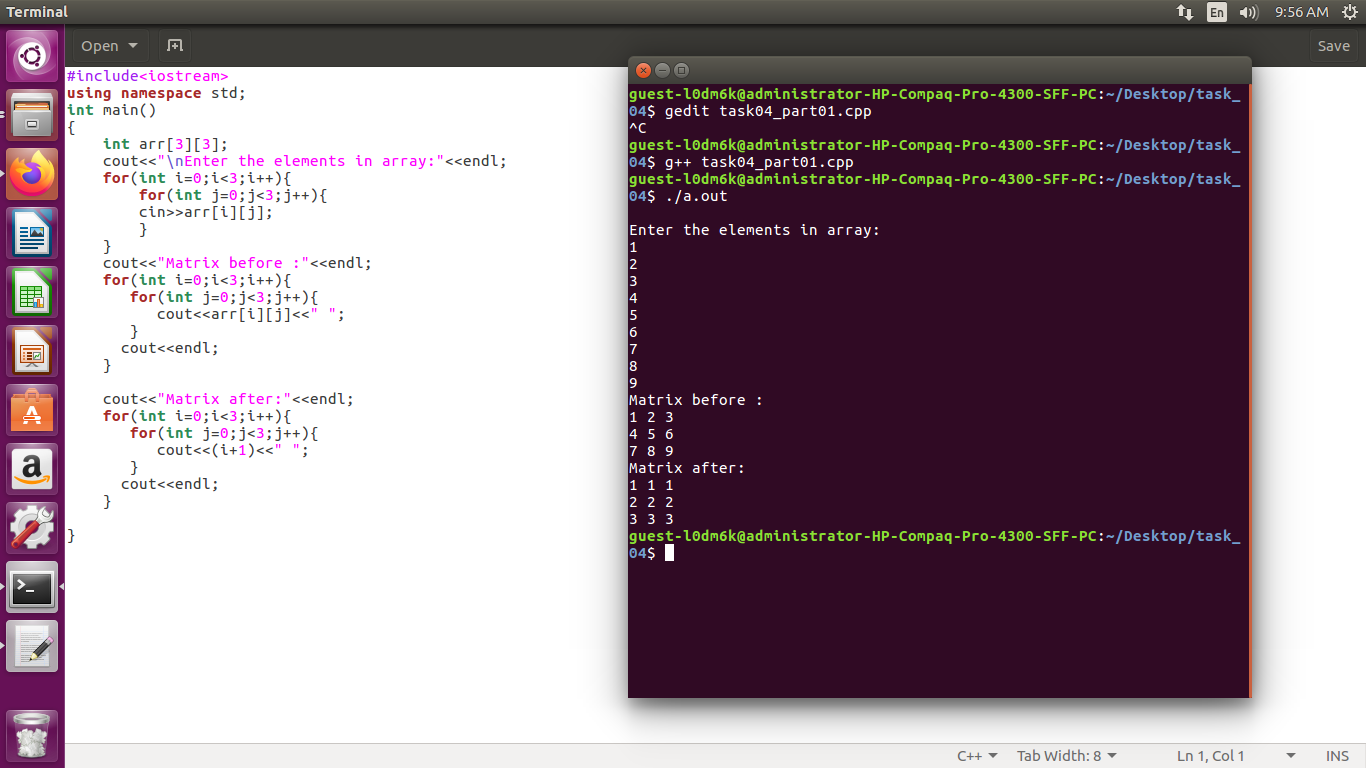 Terminal
En
9:56 AM
Open
Save
#include<iostream>
using namespace std;
int main()
{
    int arr[3][3];
    cout<<"\nEnter the elements in array:"<<endl;
    for(int i=0;i<3;i++){
        for(int j=0;j<3;j++){
        cin>>arr[i][j];
        }
    }
    cout<<"Matrix before :"<<endl;
    for(int i=0;i<3;i++){
       for(int j=0;j<3;j++){
          cout<<arr[i][j]<<" ";
       }
      cout<<endl;
    }
    cout<<"Matrix after:"<<endl;
    for(int i=0;i<3;i++){
       for(int j=0;j<3;j++){
          cout<<(i+1)<<" ";
       }
      cout<<endl;
    }
}
guest-l0dm6k@administrator-HP-Compaq-Pro-4300-SFF-PC:~/Desktop/task_
04$ gedit task04_part01.cpp
^C
guest-l0dm6k@administrator-HP-Compaq-Pro-4300-SFF-PC:~/Desktop/task_
04$ g++ task04_part01.cpp
guest-l0dm6k@administrator-HP-Compaq-Pro-4300-SFF-PC:~/Desktop/task_
04$ ./a.out
Enter the elements in array:
1
2
3
4
5
6
7
8
9
Matrix before :
1 2 3
4 5 6
7 8 9
Matrix after:
1 1 1
2 2 2
3 3 3
guest-l0dm6k@administrator-HP-Compaq-Pro-4300-SFF-PC:~/Desktop/task_
04$
C++
Tab Width: 8
Ln 1, Col 1
INS